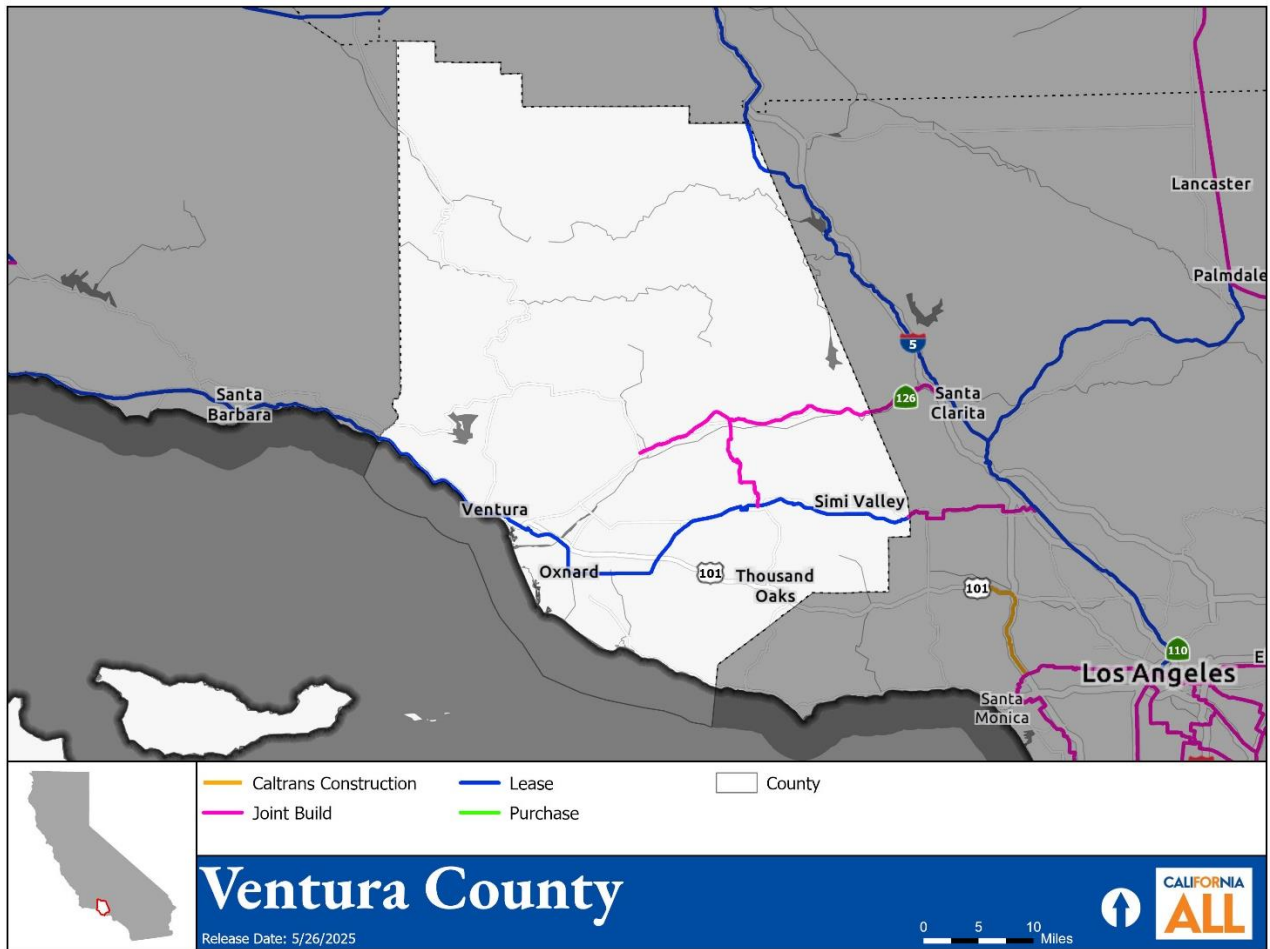 Lancaster
Palmdale
5
Santa
Barbara
126
Santa
Clarita
Simi Valley
Ventura
Oxnard
101
Thousand
Oaks
101
110
E
Los Angeles
Santa
Monica
Caltrans Construction
Lease
County
Joint Build
Purchase
Ventura County
Release Date: 5/26/2025
0 5 10
Miles
CALIFORNIA
ALL